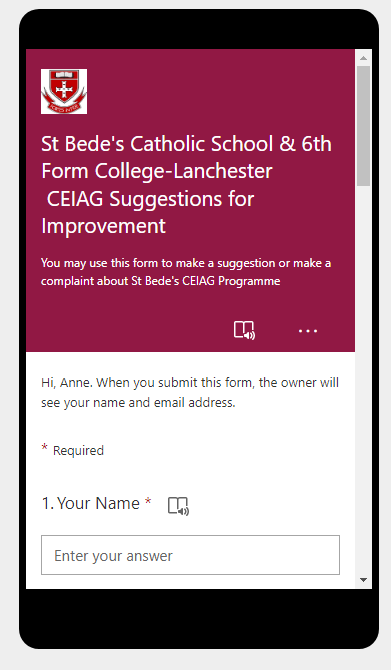 St Bede's Catholic School & 6th
Form College-Lanchester
CEIAG Suggestions for
Improvement
You may use this form to make a suggestion or make a
complaint about St Bede's CEIAG Programme
...
Hi, Anne. When you submit this form, the owner will
see your name and email address.
* Required
1. Your Name *
Enter your answer